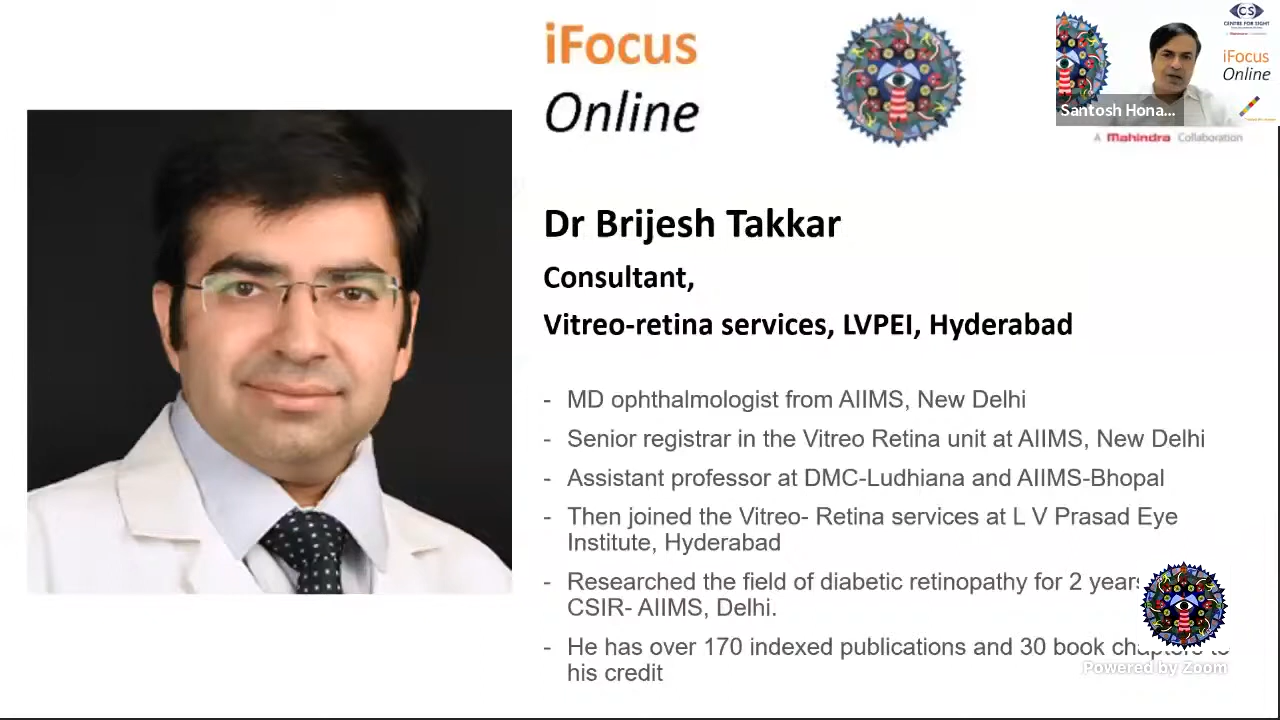 iFocus
Online
CS
CENTRE FOR SIGHT
iFocus
Online
Santosh Hona...
A Mahindra Collaboration
Dr Brijesh Takkar
Consultant,
Vitreo-retina services, LVPEI, Hyderabad
- MD ophthalmologist from AIIMS, New Delhi
- Senior registrar in the Vitreo Retina unit at AIIMS, New Delhi
- Assistant professor at DMC-Ludhiana and AIIMS-Bhopal
- Then joined the Vitreo- Retina services at L V Prasad Eye
Institute, Hyderabad
- Researched the field of diabetic retinopathy for 2 years
CSIR- AIIMS, Delhi.
- He has over 170 indexed publications and 30 book chapters to
his credit
Powered by Zoom